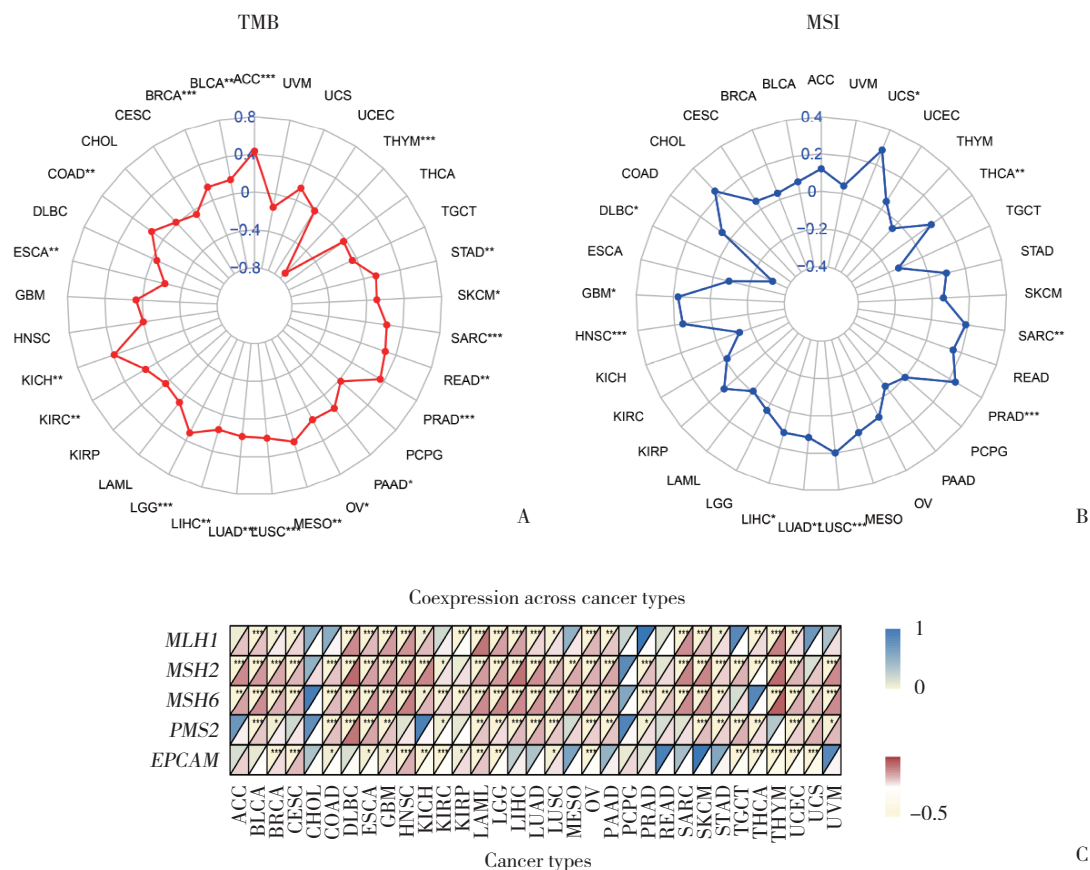 TMB
ACC***
UVM
UCS
UCEC
THYM***
THCA
TGCT
STAD**
SKCM*
SARC***
READ**
PRAD***
PCPG
PAAD*
OV*
MESO**
LUSC***
LUAD***
LIHC**
LGG***
LAML
KIRP
KIRC**
KICH**
HNSC
GBM
ESCA**
DLBC
COAD**
CHOL
CESC
BRCA***
BLCA**
0.8
0.4
0
−0.4
−0.8
A
MSI
ACC
UVM
UCS*
UCEC
THYM
THCA**
TGCT
STAD
SKCM
SARC**
READ
PRAD***
PCPG
PAAD
OV
MESO
LUSC***
LIHC*
LGG
LAML
KIRP
KIRC
KICH
HNSC***
GBM*
ESCA
DLBC*
COAD
CESC
BRCA
BLCA
0.4
0.2
0
−0.2
−0.4
B
Coexpression across cancer types
MLH1
MSH2
MSH6
PMS2
EPCAM
ACC
BLCA
BRCA
CESC
CHOL
COAD
DLBC
ESCA
GBM
HNSC
KICH
KIRC
KIRP
LAML
LGG
LIHC
LUAD
LUSC
MESO
OV
PAAD
PCPG
PRAD
READ
SARC
SKCM
STAD
TGCT
THCA
THYM
UCEC
UCS
UVM
Cancer types
1
0
−0.5
C